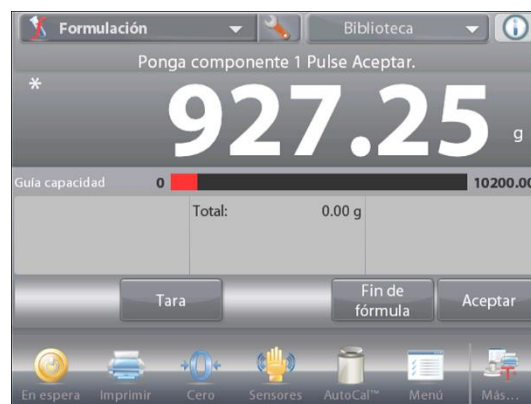 Formulación Biblioteca
Ponga componente 1 Pulse Aceptar.
* 927.25 g
Guía capacidad 0 10200.00
Total: 0.00 g
Tara Fin de fórmula Aceptar
En espera Imprimir Cero Sensores AutoCal™ Menú Más...